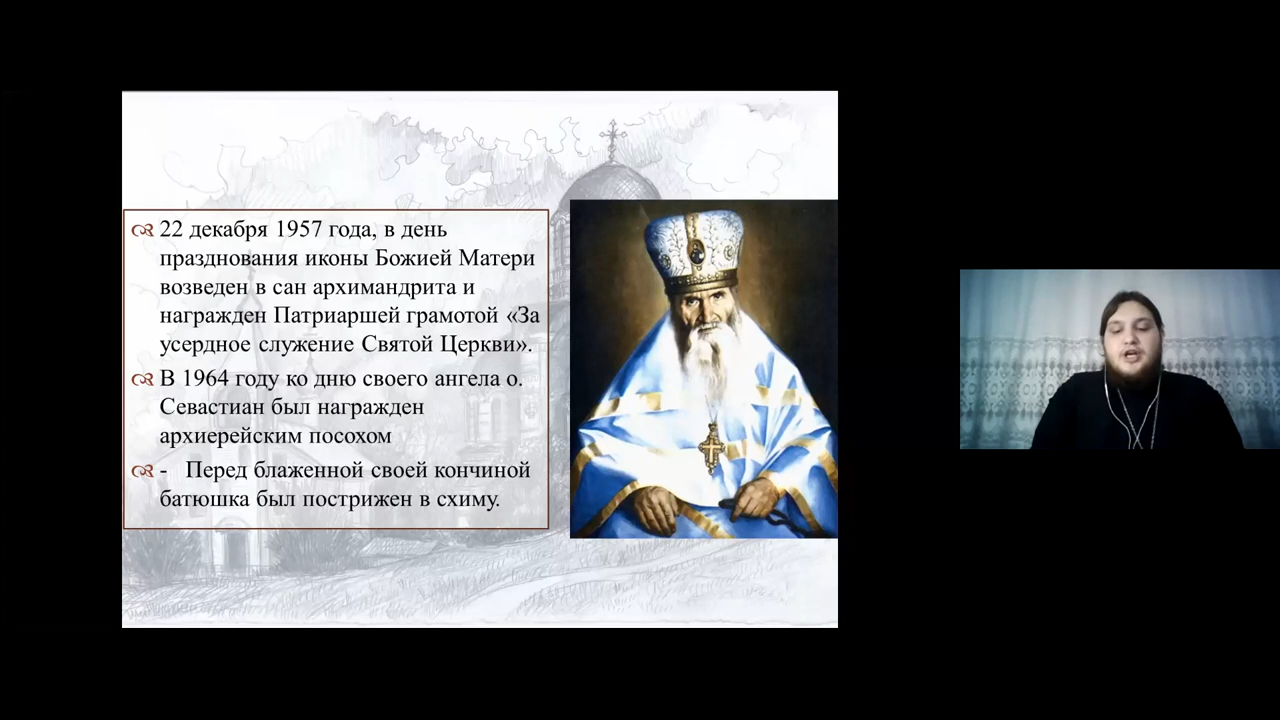 22 декабря 1957 года, в день
празднования иконы Божией Матери
возведен в сан архимандрита и
награжден Патриаршей грамотой «За
усердное служение Святой Церкви».
В 1964 году ко дню своего ангела о.
Севастиан был награжден
архиерейским посохом
- Перед блаженной своей кончиной
батюшка был пострижен в схиму.